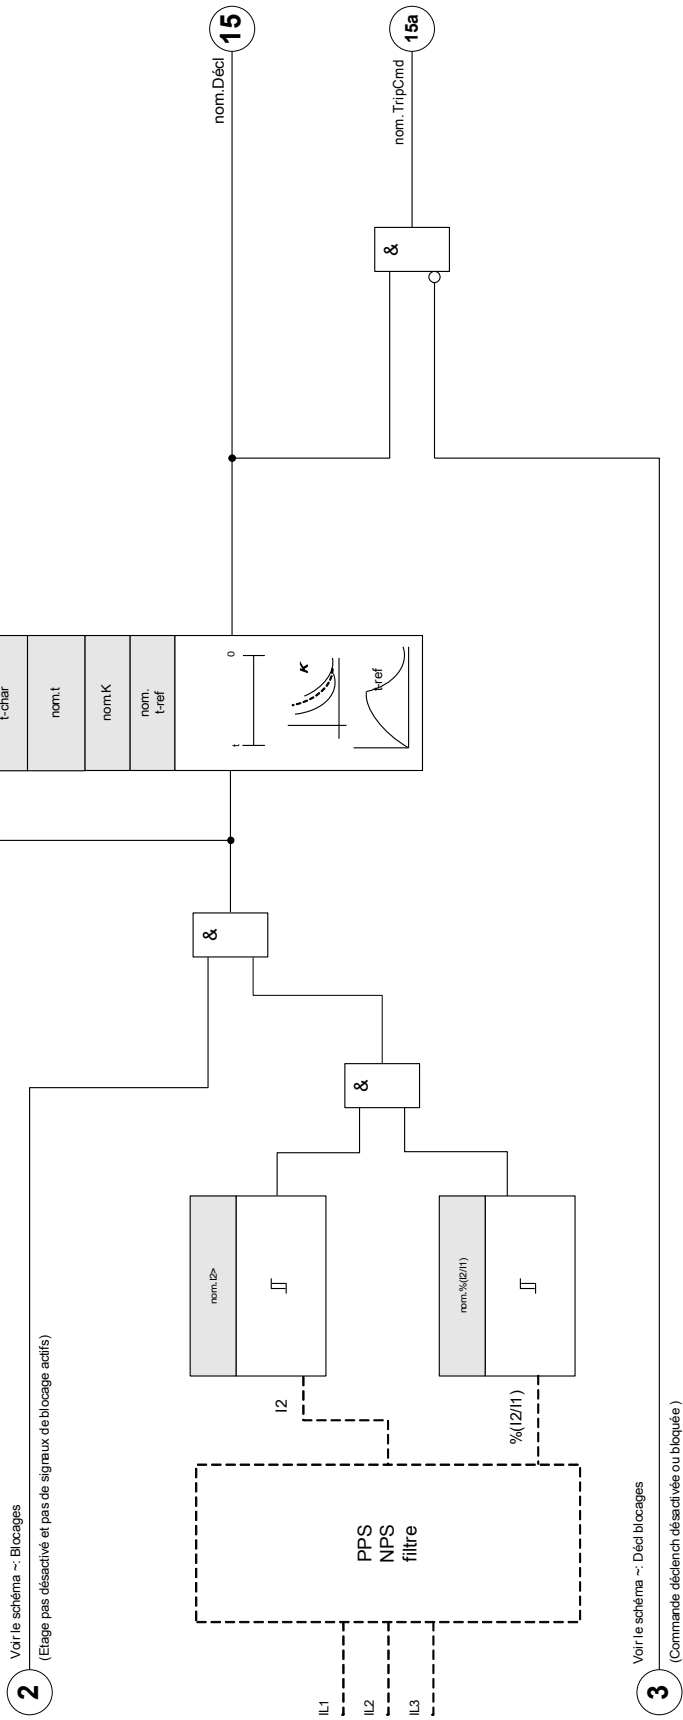 2
Voir le schéma ~: Blocages
(Etage pas désactivé et pas de signaux de blocage actifs)
IL1
IL2
IL3
PPS
NPS
filtre
I2
%(I2/I1)
nom.I2>
nom.%(I2/I1)
&
&
t-char
nom.t
nom.K
nom.
t-ref
t
0
K
t-ref
nom.Décl
15
&
nom.TripCmd
15a
3
Voir le schéma ~: Décl blocages
(Commande déclench désactivée ou bloquée )